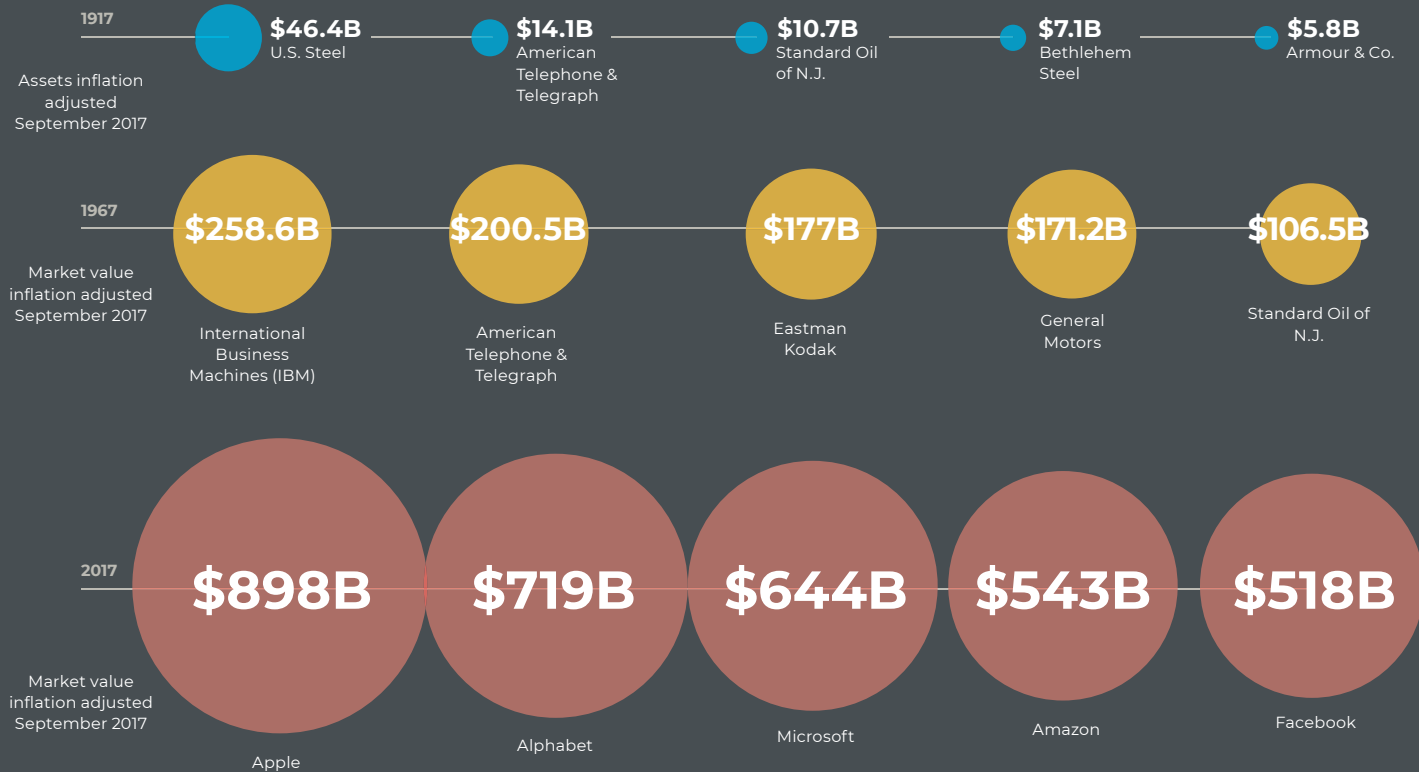 1917
Assets inflation
adjusted
September 2017
$46.4B
U.S. Steel
$14.1B
American
Telephone &
Telegraph
$10.7B
Standard Oil
of N.J.
$7.1B
Bethlehem
Steel
$5.8B
Armour & Co.
1967
Market value
inflation adjusted
September 2017
$258.6B
International
Business
Machines (IBM)
$200.5B
American
Telephone &
Telegraph
$177B
Eastman
Kodak
$171.2B
General
Motors
$106.5B
Standard Oil of
N.J.
2017
Market value
inflation adjusted
September 2017
$898B
Apple
$719B
Alphabet
$644B
Microsoft
$543B
Amazon
$518B
Facebook